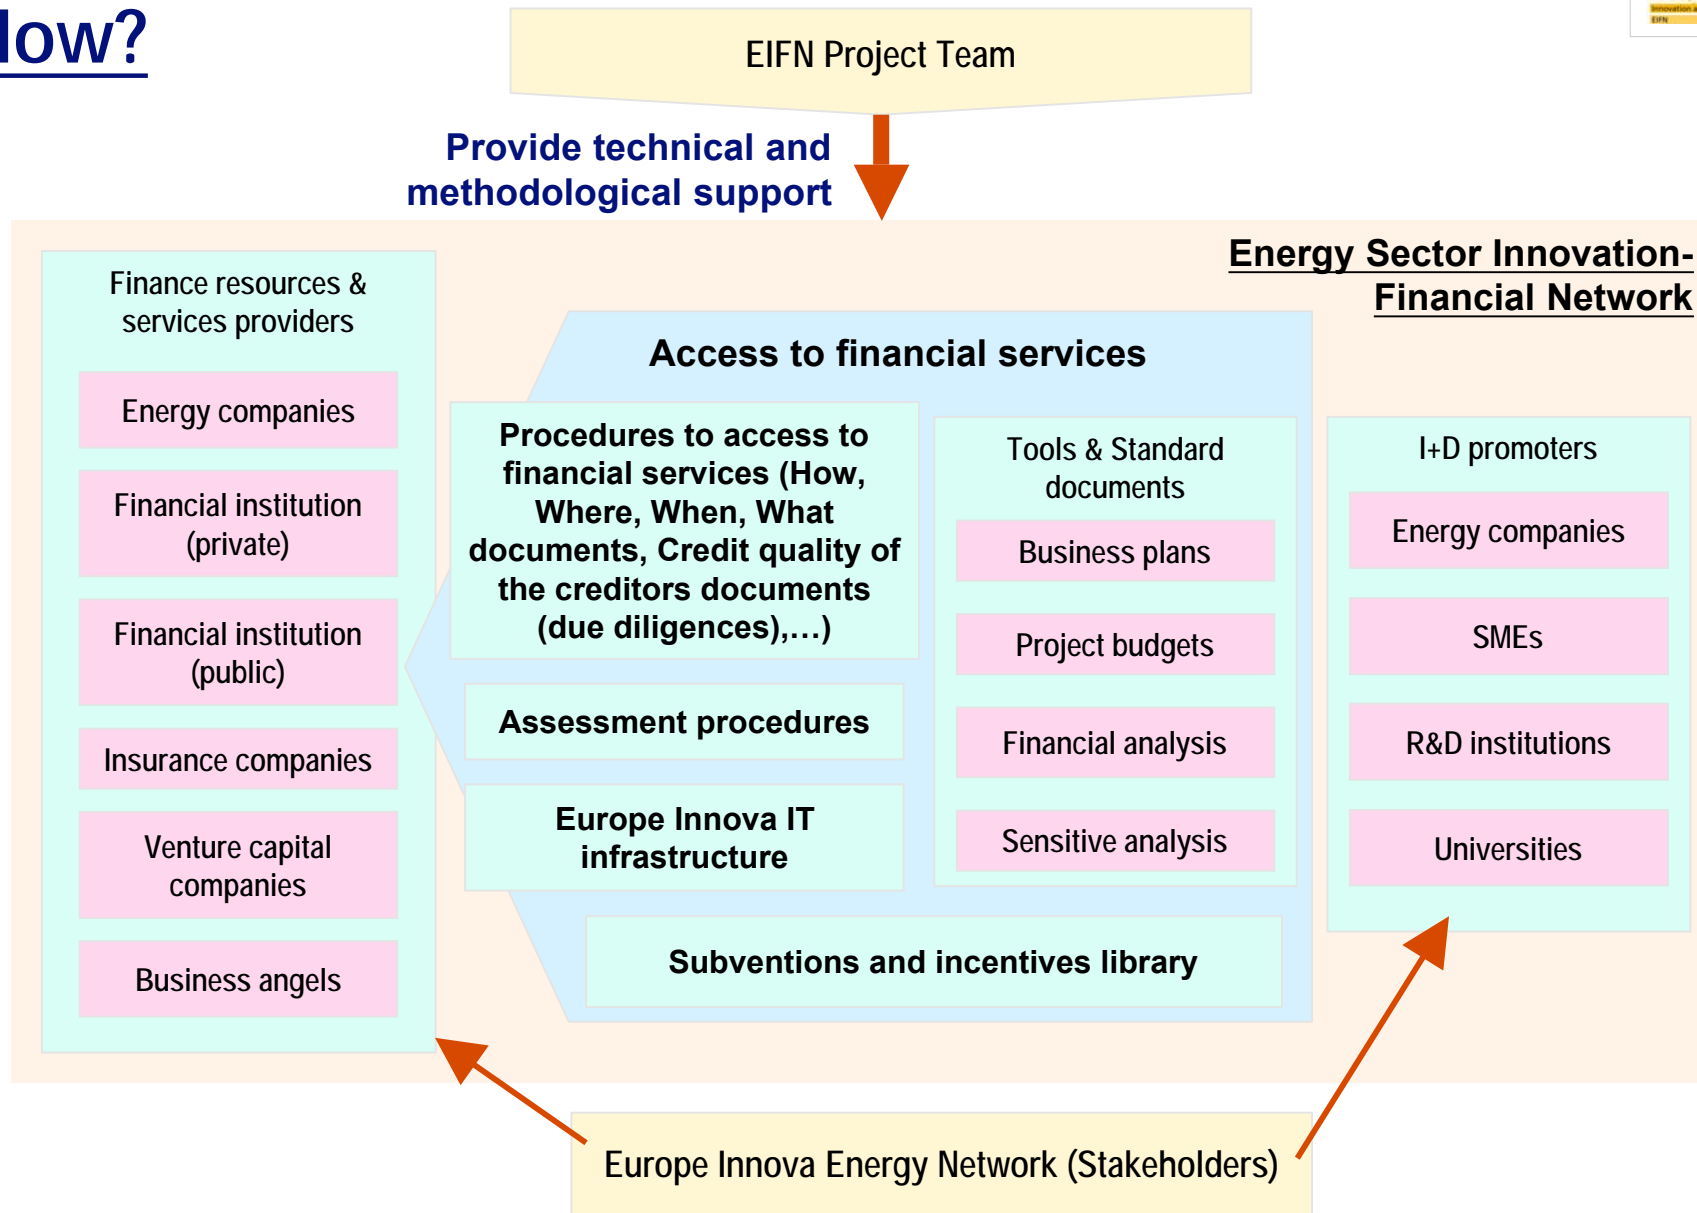 How?
Innovation a
EIFN
EIFN Project Team
Provide technical and
methodological support
Energy Sector Innovation-
Financial Network
Finance resources &
services providers
Energy companies
Financial institution
(private)
Financial institution
(public)
Insurance companies
Venture capital
companies
Business angels
Access to financial services
Procedures to access to
financial services (How,
Where, When, What
documents, Credit quality of
the creditors documents
(due diligences),…)
Assessment procedures
Europe Innova IT
infrastructure
Tools & Standard
documents
Business plans
Project budgets
Financial analysis
Sensitive analysis
Subventions and incentives library
I+D promoters
Energy companies
SMEs
R&D institutions
Universities
Europe Innova Energy Network (Stakeholders)